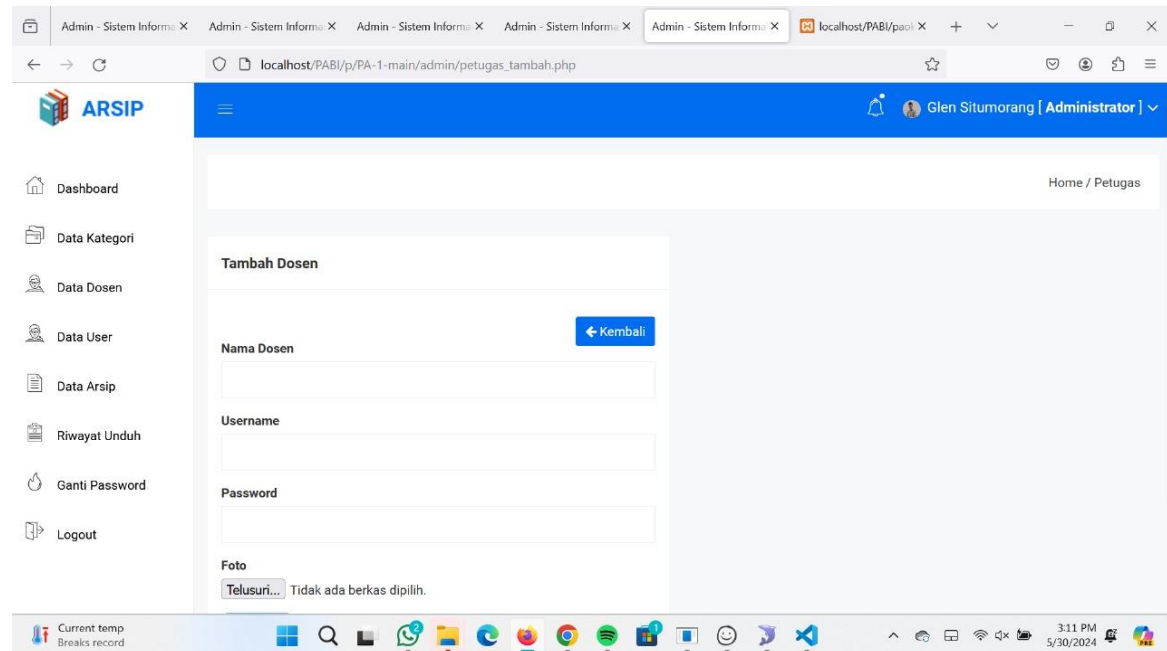 Admin - Sistem Informa Admin - Sistem Informa Admin - Sistem Informa Admin - Sistem Informa Admin - Sistem Informa localhost/PABI/paok
localhost/PABI/p/PA-1-main/admin/petugas_tambah.php
ARSIP
Glen Situmorang [ Administrator ]
Home / Petugas
Dashboard
Data Kategori
Data Dosen
Data User
Data Arsip
Riwayat Unduh
Ganti Password
Logout
Tambah Dosen
Kembali
Nama Dosen
Username
Password
Foto
Telusuri... Tidak ada berkas dipilih.
Current temp
Breaks record
2
3:11 PM
5/30/2024
PRE